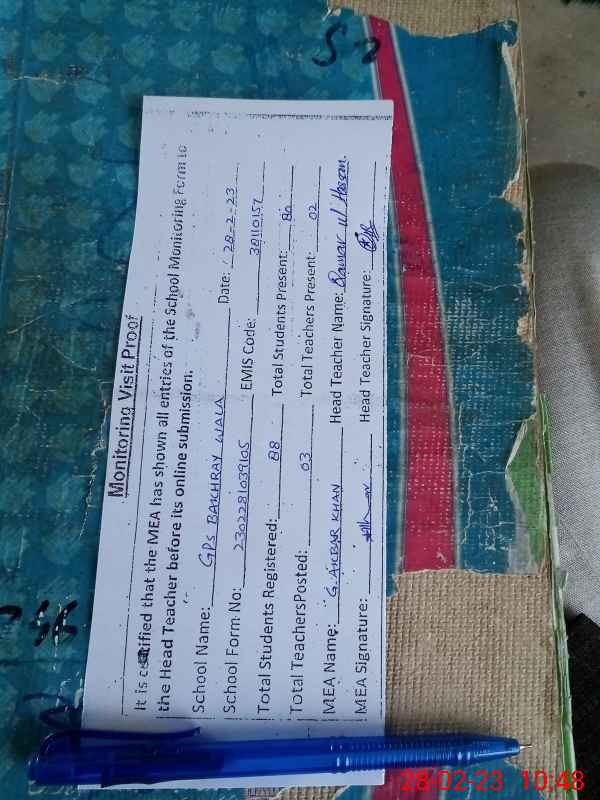 Monitoring Visit Proof
It is certified that the MEA has shown all entries of the School Monitoring Form to
the Head Teacher before its online submission.
School Name: GPS BAKHRAY WALA Date: 28-2-23
School Form No: 2302281039105 EMIS Code: 38110157
Total Students Registered: 88 Total Students Present: 80
Total TeachersPosted: 03 Total Teachers Present: 02
MEA Name: G. AKBAR KHAN Head Teacher Name: Qamar ul Hassan
MEA Signature: Head Teacher Signature:
28-02-23 10:48